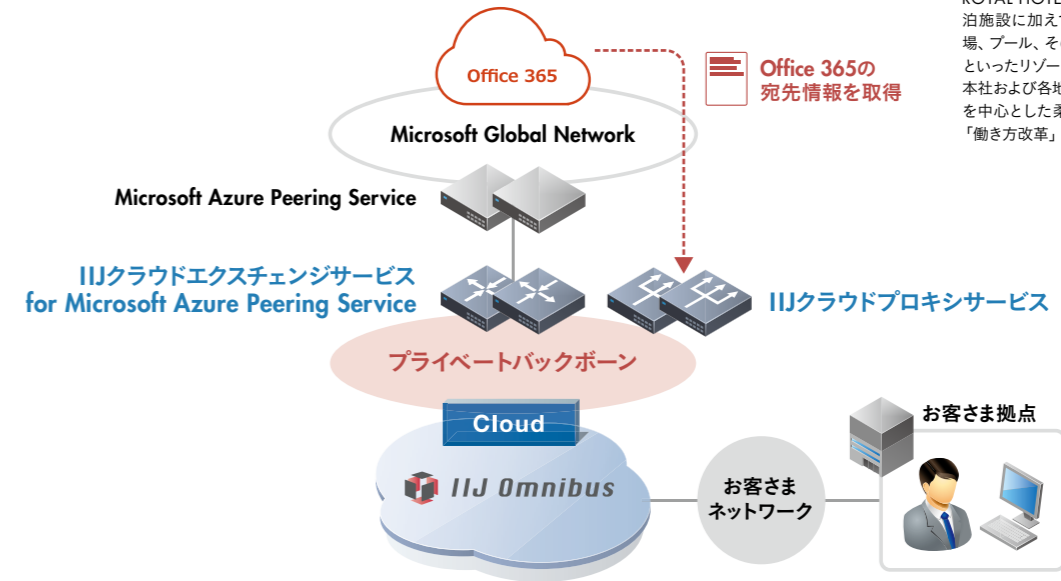 Office 365
Office 365の
宛先情報を取得
Microsoft Global Network
Microsoft Azure Peering Service
IIJクラウドエクスチェンジサービス
for Microsoft Azure Peering Service
IIJクラウドプロキシサービス
プライベートバックボーン
Cloud
IIJ Omnibus
お客さま
ネットワーク
お客さま拠点
泊施設に加え
場、プール、そ
といったリゾー
本社および各地
を中心とした柔
「働き方改革」